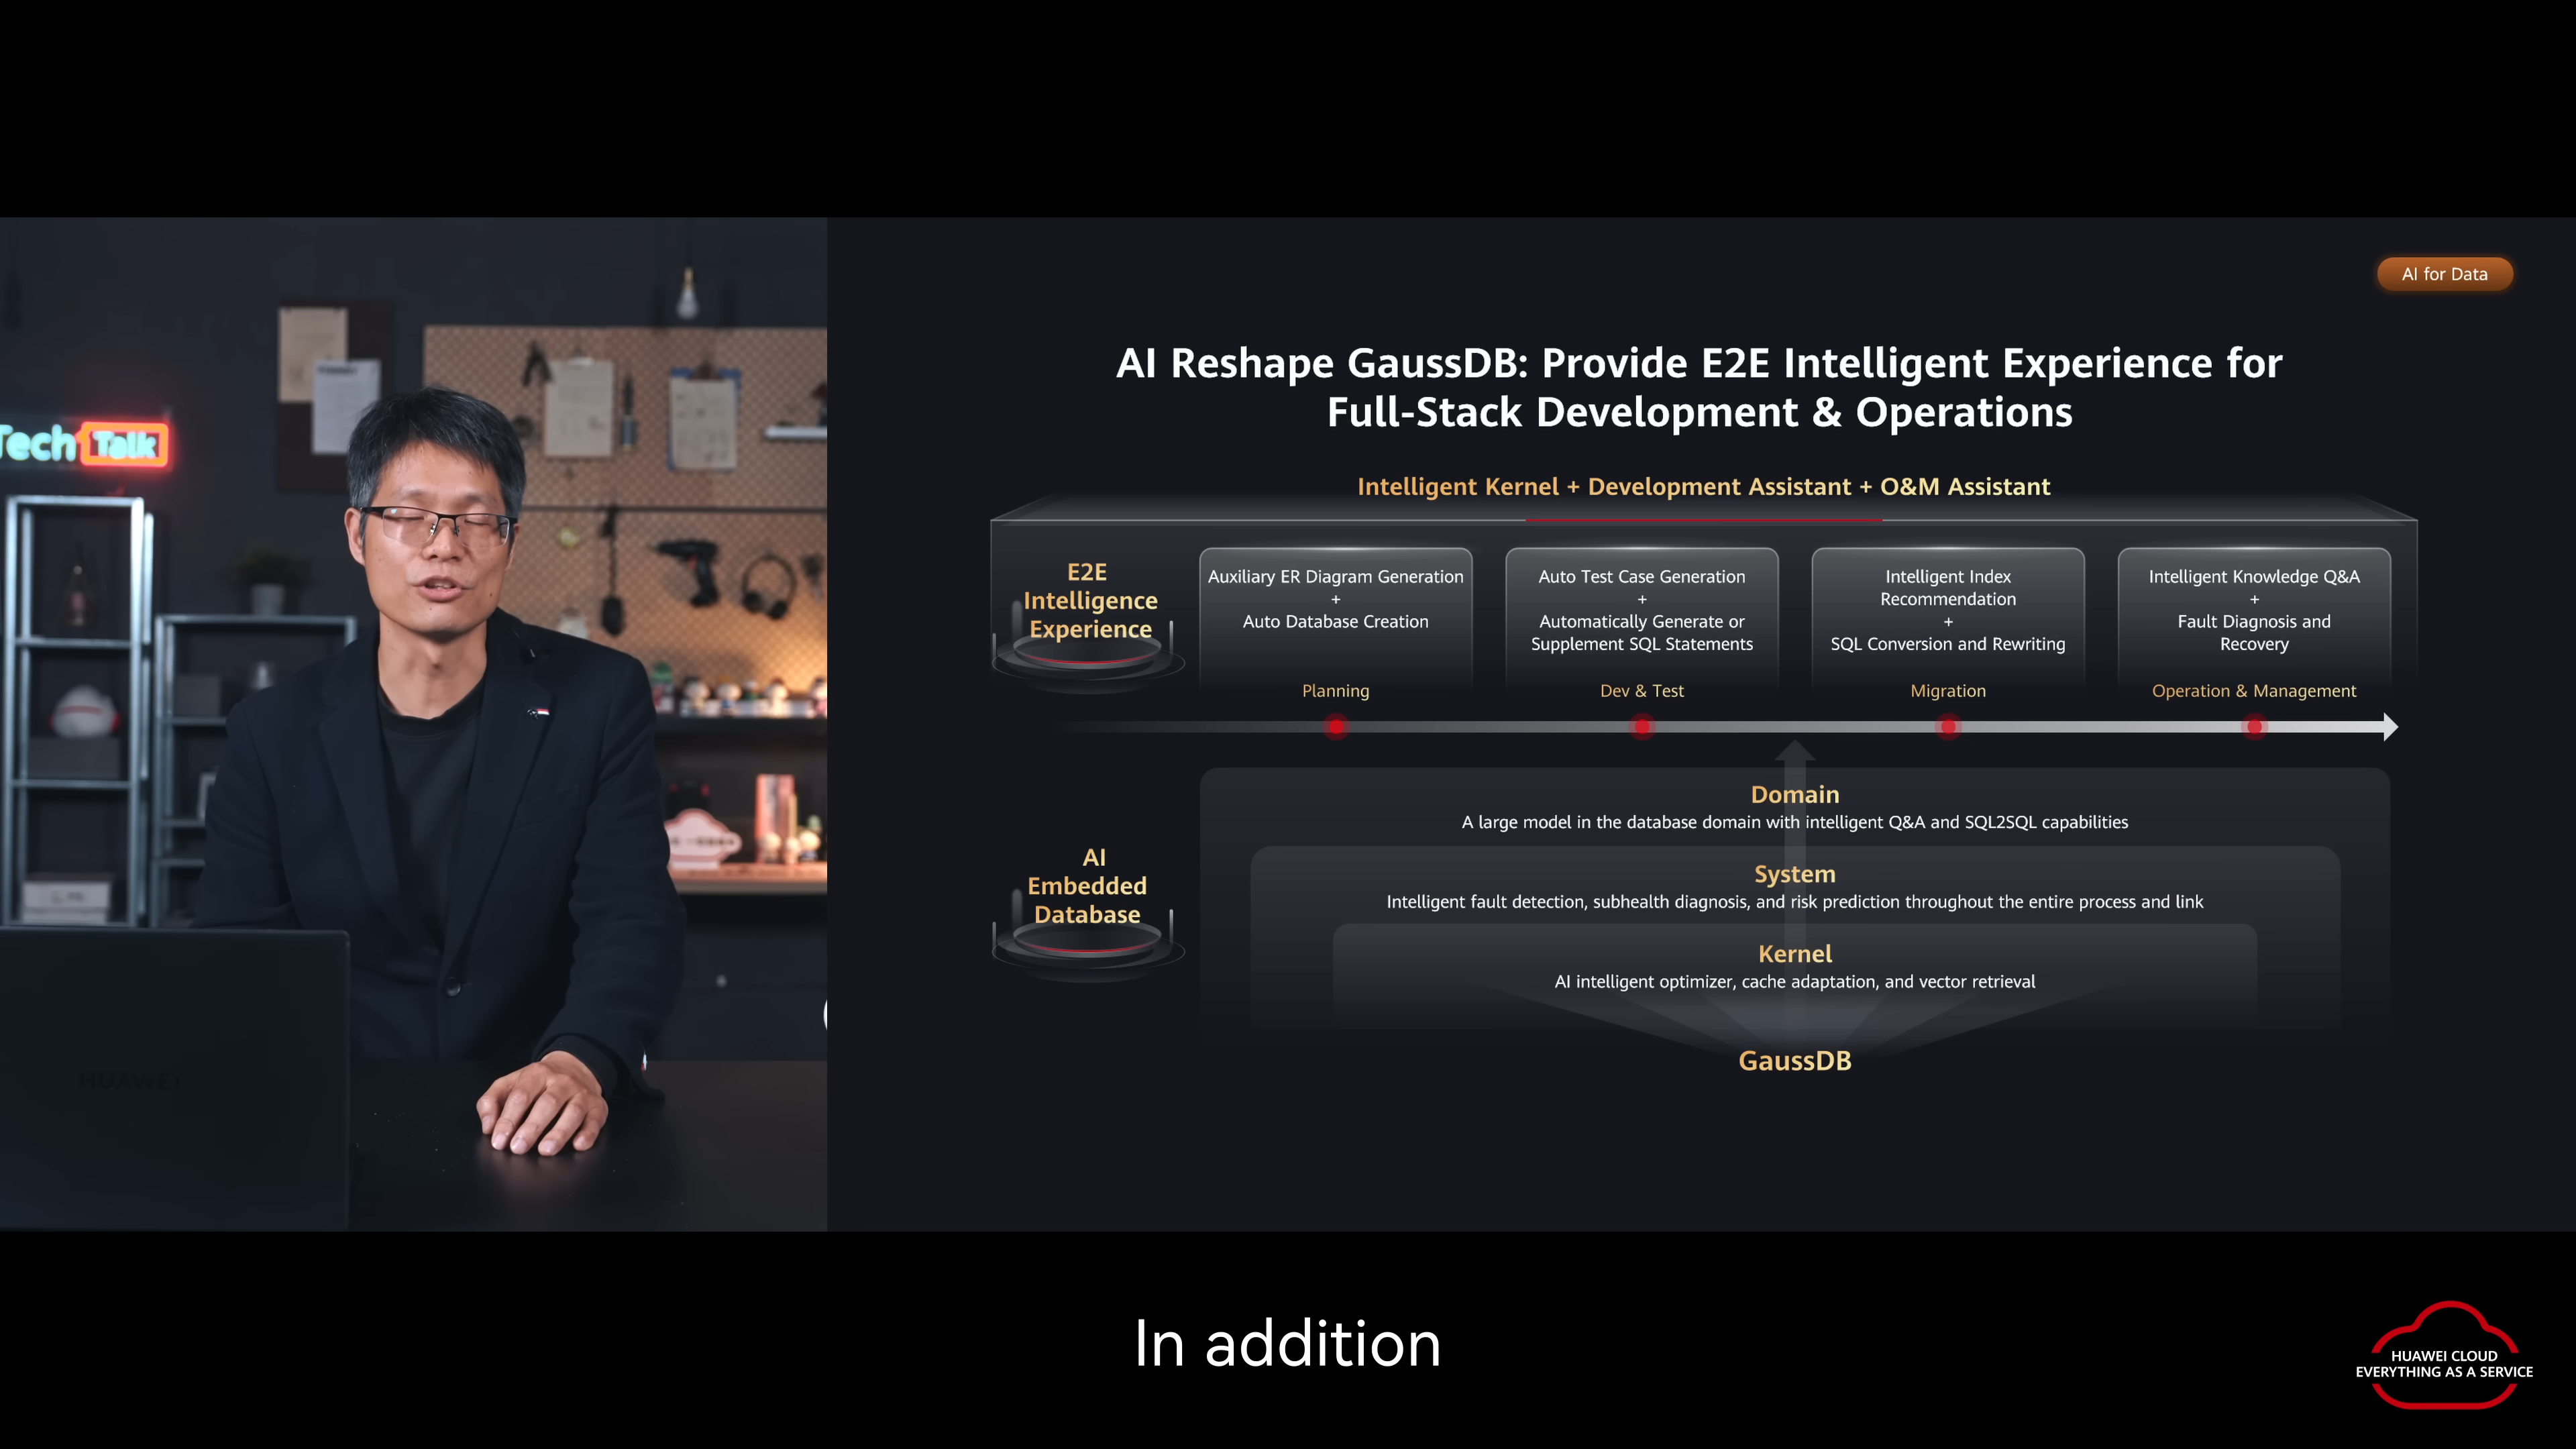 Tech Talk
HUAWEI
AI for Data
AI Reshape GaussDB: Provide E2E Intelligent Experience for
Full-Stack Development & Operations
Intelligent Kernel + Development Assistant + O&M Assistant
E2E
Intelligence
Experience
Auxiliary ER Diagram Generation
+
Auto Database Creation
Planning
Auto Test Case Generation
+
Automatically Generate or
Supplement SQL Statements
Dev & Test
Intelligent Index
Recommendation
+
SQL Conversion and Rewriting
Migration
Intelligent Knowledge Q&A
+
Fault Diagnosis and
Recovery
Operation & Management
AI
Embedded
Database
Domain
A large model in the database domain with intelligent Q&A and SQL2SQL capabilities
System
Intelligent fault detection, subhealth diagnosis, and risk prediction throughout the entire process and link
Kernel
AI intelligent optimizer, cache adaptation, and vector retrieval
GaussDB
In addition
HUAWEI CLOUD
EVERYTHING AS A SERVICE